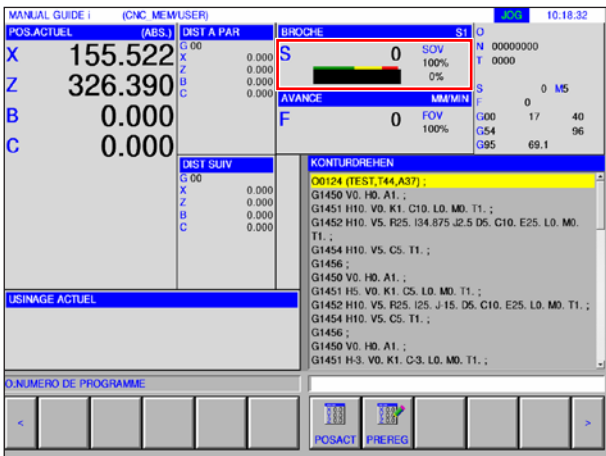 MANUAL GUIDE i (CNC_MEM/USER) JOG 10:18:32
POS.ACTUEL (ABS.)
X 155.522
Z 326.390
B 0.000
C 0.000
DIST A PAR
G 00
X 0.000
Z 0.000
B 0.000
C 0.000
BROCHE S1
S 0 SOV
100%
0%
AVANCE MM/MIN
F 0 FOV
100%
O
N 00000000
T 0000
S 0 M5
F 0
G00 17 40
G54 96
G95 69.1
DIST SUIV
G 00
X 0.000
Z 0.000
B 0.000
C 0.000
USINAGE ACTUEL
KONTURDREHEN
O0124 (TEST,T44,A37) ;
G1450 V0. H0. A1. ;
G1451 H10. V0. K1. C10. L0. M0. T1. ;
G1452 H10. V5. R25. I34.875 J2.5 D5. C10. E25. L0. M0.
T1. ;
G1454 H10. V5. C5. T1. ;
G1456 ;
G1450 V0. H0. A1. ;
G1451 H5. V0. K1. C5. L0. M0. T1. ;
G1452 H10. V5. R25. I25. J-15. D5. C10. E25. L0. M0. T1. ;
G1454 H10. V5. C5. T1. ;
G1456 ;
G1450 V0. H0. A1. ;
G1451 H-3. V0. K1. C-3. L0. M0. T1. ;
O:NUMERO DE PROGRAMME
< POSACT PREREG >